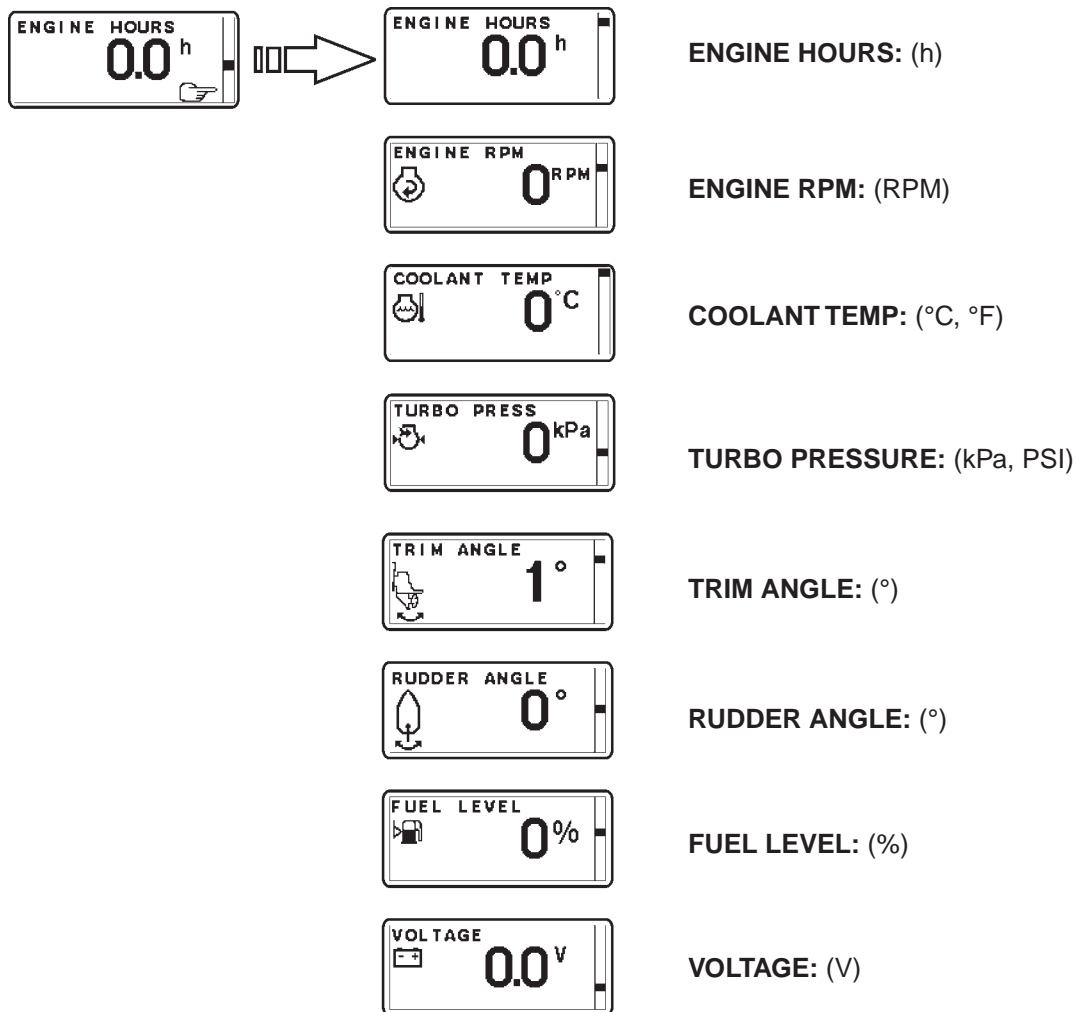 ENGINE HOURS
0.0 h
ENGINE HOURS
0.0 h
ENGINE HOURS: (h)
ENGINE RPM
0 RPM
ENGINE RPM: (RPM)
COOLANT TEMP
0 °C
COOLANT TEMP: (°C, °F)
TURBO PRESS
0 kPa
TURBO PRESSURE: (kPa, PSI)
TRIM ANGLE
1 °
TRIM ANGLE: (°)
RUDDER ANGLE
0 °
RUDDER ANGLE: (°)
FUEL LEVEL
0 %
FUEL LEVEL: (%)
VOLTAGE
- +
0.0 V
VOLTAGE: (V)